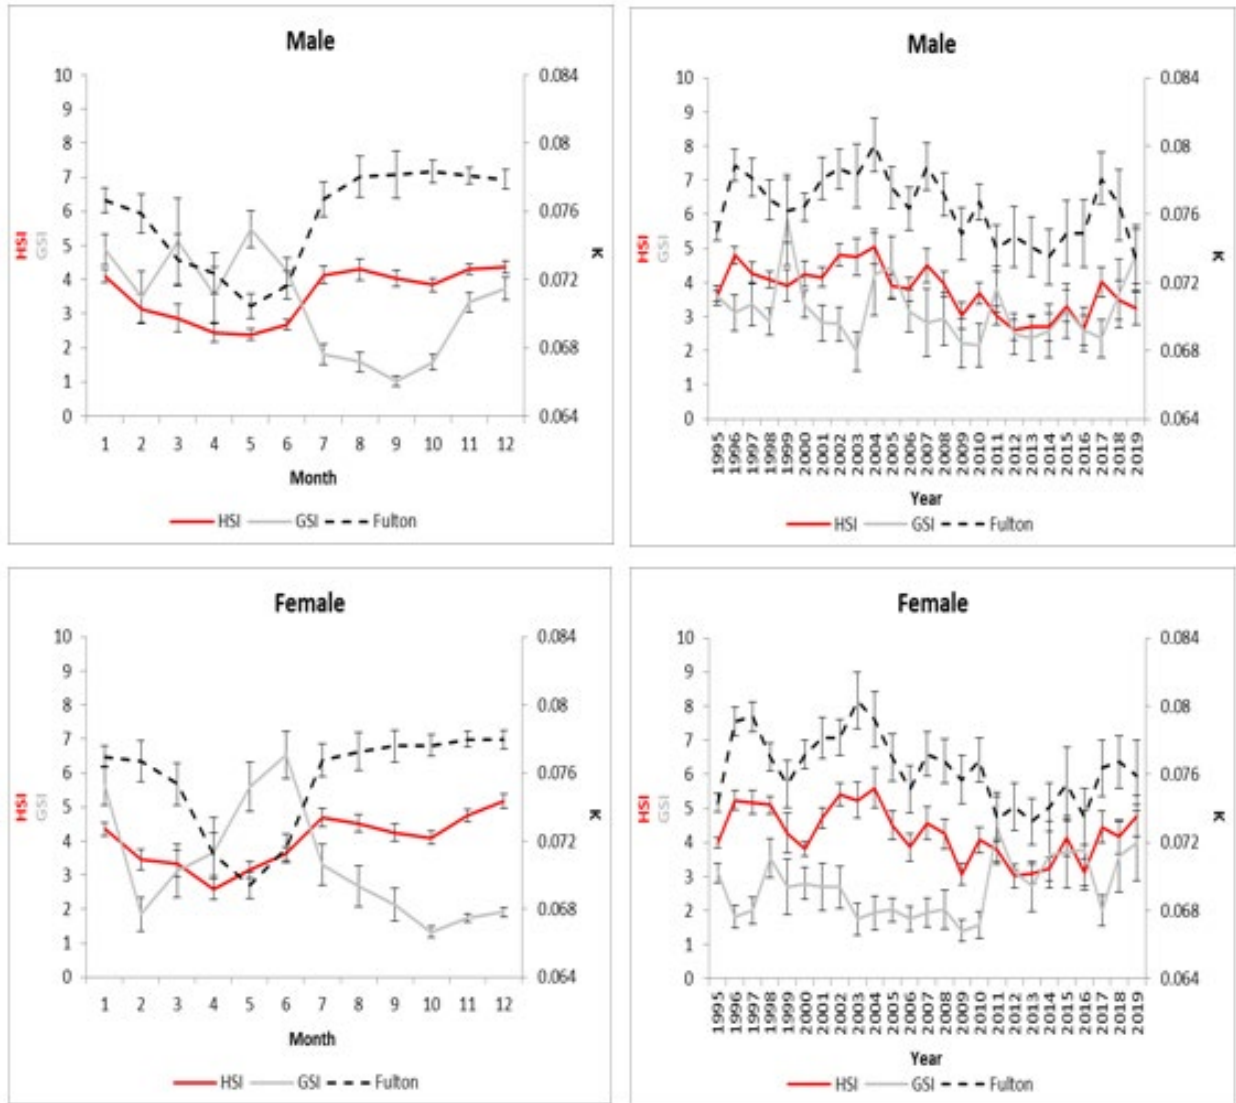 Male
10
9
8
7
6
5
4
3
2
1
0
HSI
GSI
0.084
0.08
0.076
0.072
0.068
0.064
K
1 2 3 4 5 6 7 8 9 10 11 12
Month
HSI GSI Fulton
Male
10
9
8
7
6
5
4
3
2
1
0
HSI
GSI
0.084
0.08
0.076
0.072
0.068
0.064
K
1995 1996 1997 1998 1999 2000 2001 2002 2003 2004 2005 2006 2007 2008 2009 2010 2011 2012 2013 2014 2015 2016 2017 2018 2019
Year
HSI GSI Fulton
Female
10
9
8
7
6
5
4
3
2
1
0
HSI
GSI
0.084
0.08
0.076
0.072
0.068
0.064
K
1 2 3 4 5 6 7 8 9 10 11 12
Month
HSI GSI Fulton
Female
10
9
8
7
6
5
4
3
2
1
0
HSI
GSI
0.084
0.08
0.076
0.072
0.068
0.064
K
1995 1996 1997 1998 1999 2000 2001 2002 2003 2004 2005 2006 2007 2008 2009 2010 2011 2012 2013 2014 2015 2016 2017 2018 2019
Year
HSI GSI Fulton